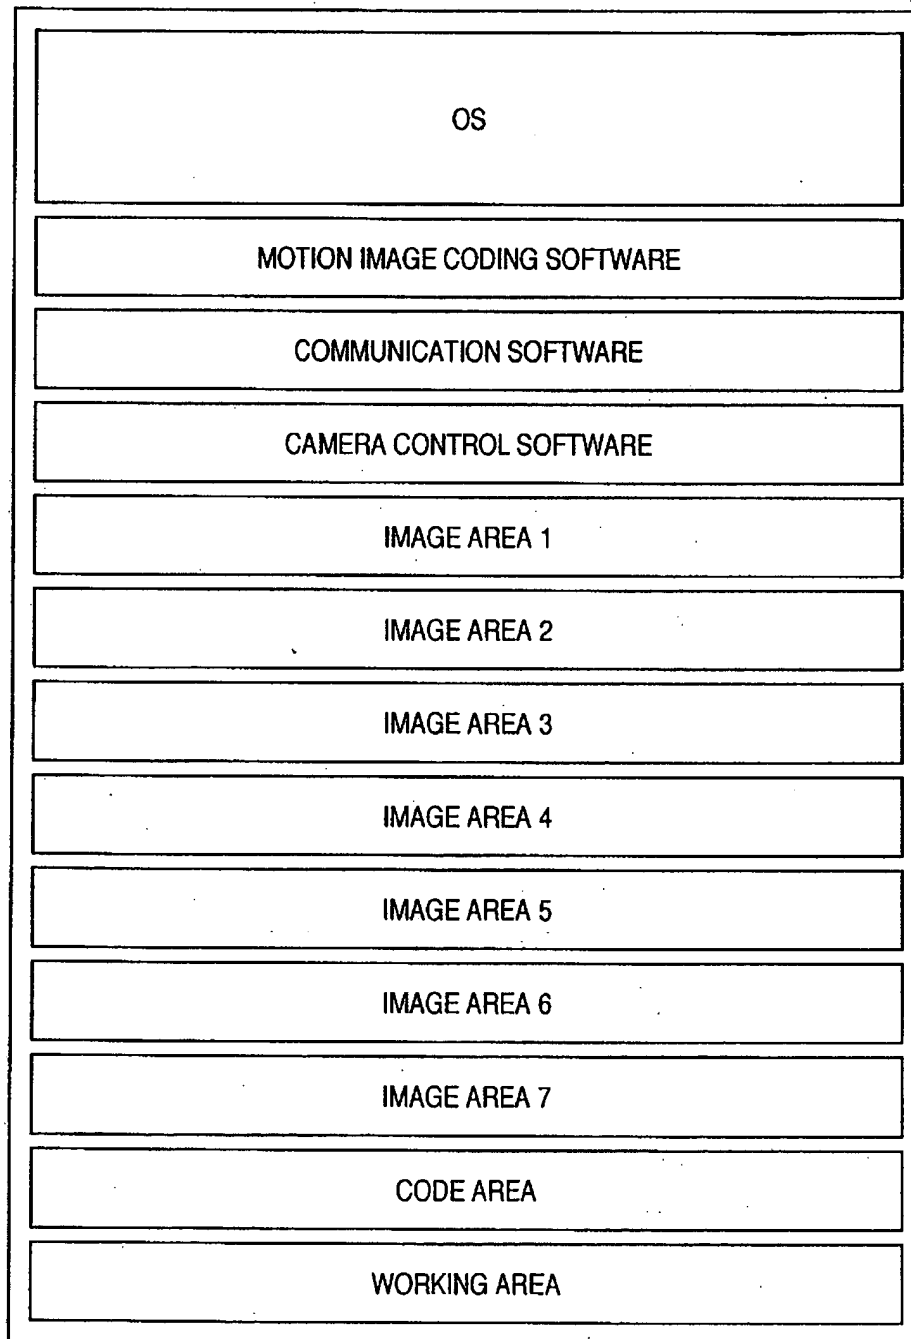 OS
MOTION IMAGE CODING SOFTWARE
COMMUNICATION SOFTWARE
CAMERA CONTROL SOFTWARE
IMAGE AREA 1
IMAGE AREA 2
IMAGE AREA 3
IMAGE AREA 4
IMAGE AREA 5
IMAGE AREA 6
IMAGE AREA 7
CODE AREA
WORKING AREA